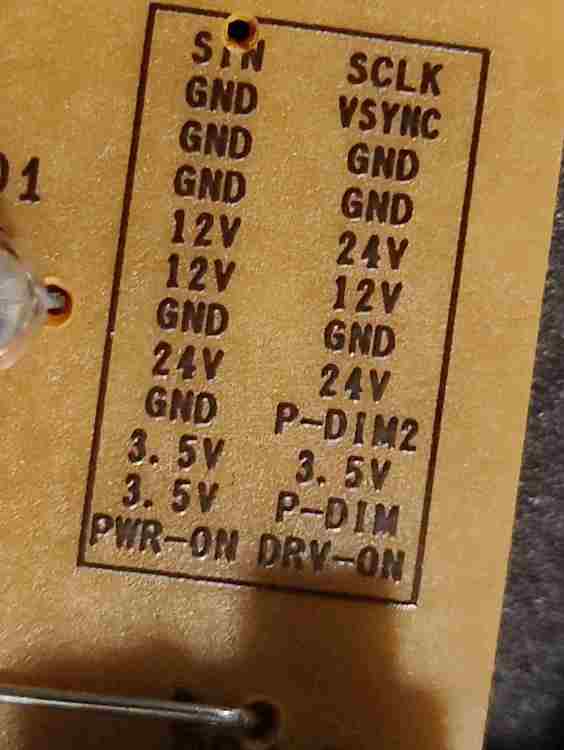 SIN SCLK
GND VSYNC
GND GND
GND GND
12V 24V
12V 12V
GND GND
24V 24V
GND P-DIM2
3.5V 3.5V
3.5V P-DIM
PWR-ON DRV-ON
01